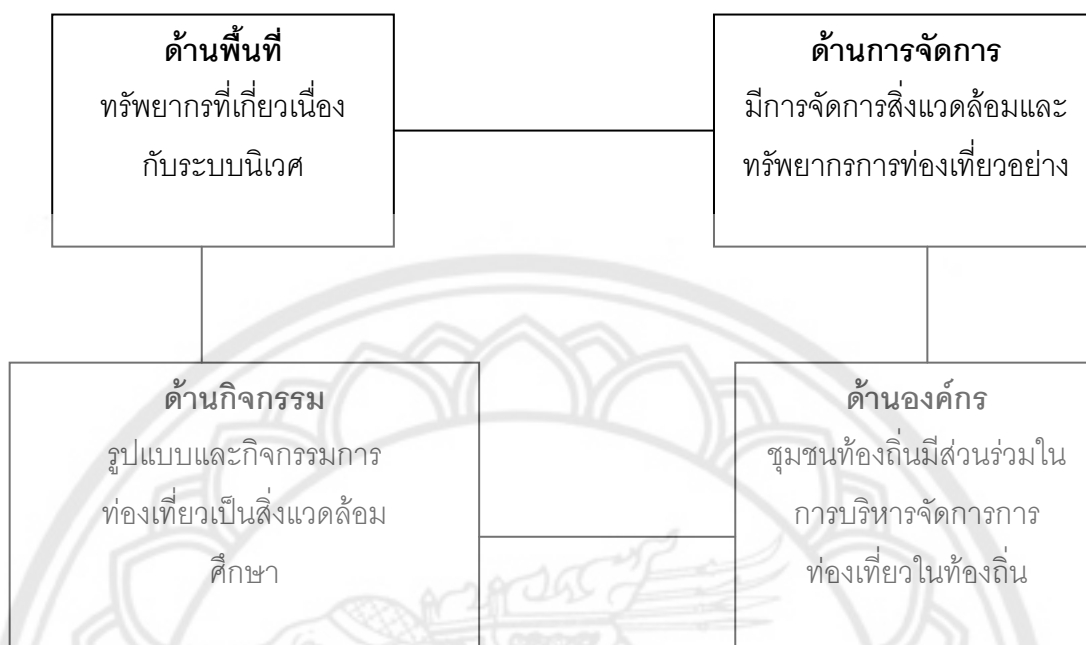 ด้านพื้นที่
ทรัพยากรที่เกี่ยวเนื่อง
กับระบบนิเวศ
ด้านการจัดการ
มีการจัดการสิ่งแวดล้อมและ
ทรัพยากรการท่องเที่ยวอย่าง
ด้านกิจกรรม
รูปแบบและกิจกรรมการ
ท่องเที่ยวเป็นสิ่งแวดล้อม
ศึกษา
ด้านองค์กร
ชุมชนท้องถิ่นมีส่วนร่วมใน
การบริหารจัดการการ
ท่องเที่ยวในท้องถิ่น